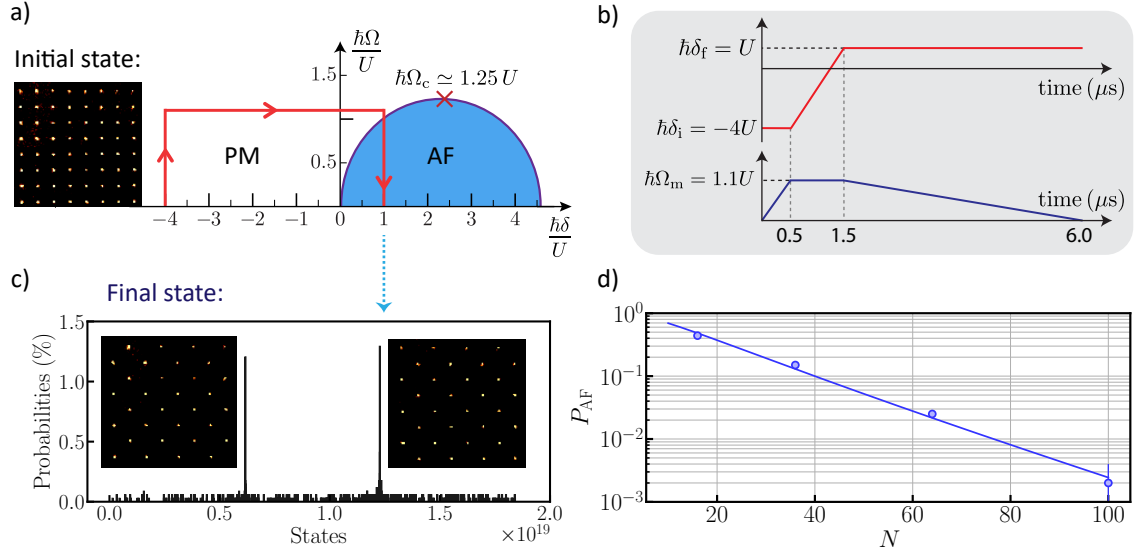 a)
Initial state:
ħΩ/U
ħΩc ≃ 1.25 U
1.5
0.5
PM
AF
−4 −3 −2 −1 0 1 2 3 4
ħδ/U
b)
ħδf = U
time (μs)
ħδi = −4U
ħΩm = 1.1U
time (μs)
0.5 1.5 6.0
c)
Final state:
Probabilities (%)
1.5
1.0
0.5
0.0
0.0 0.5 1.0 1.5 2.0
×10^19
States
d)
P_AF
10^0
10^−1
10^−2
10^−3
20 40 60 80 100
N